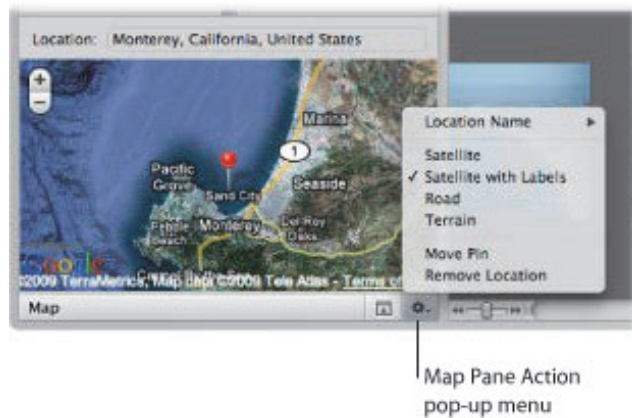 Location: Monterey, California, United States
+
−
Marina
1
Pacific Grove
Sand City
Seaside
Pebble Beach
Monterey
Del Rey Oaks
Google
©2009 TerraMetrics, Map data ©2009 Tele Atlas - Terms of
Map
Location Name
Satellite
✓ Satellite with Labels
Road
Terrain
Move Pin
Remove Location
Map Pane Action
pop-up menu